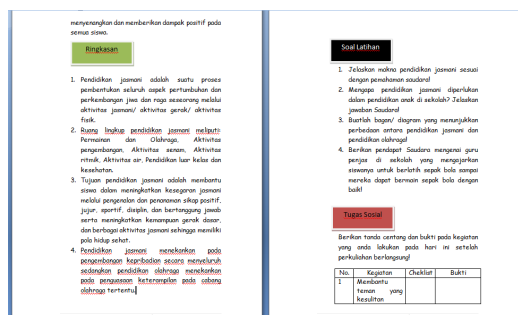 menyenangkan dan memberikan dampak positif pada
semua siswa.
Ringkasan
1. Pendidikan jasmani adalah suatu proses
pembentukan seluruh aspek pertumbuhan dan
perkembangan jiwa dan raga seseorang melalui
aktivitas jasmani/ aktivitas gerak/ aktivitas
fisik.
2. Ruang lingkup pendidikan jasmani meliputi:
Permainan dan Olahraga, Aktivitas
pengembangan, Aktivitas senam, Aktivitas
ritmik, Aktivitas air, Pendidikan luar kelas dan
kesehatan.
3. Tujuan pendidikan jasmani adalah membantu
siswa dalam meningkatkan kesegaran jasmani
melalui pengenalan dan penanaman sikap positif,
jujur, sportif, disiplin, dan bertanggung jawab
serta meningkatkan kemampuan gerak dasar,
dan berbagai aktivitas jasmani sehingga memiliki
pola hidup sehat.
4. Pendidikan jasmani menekankan pada
pengembangan kepribadian secara menyeluruh
sedangkan pendidikan olahraga menekankan
pada penguasaan keterampilan pada cabang
olahraga tertentu.
Soal Latihan
1. Jelaskan makna pendidikan jasmani sesuai
dengan pemahaman saudara!
2. Mengapa pendidikan jasmani diperlukan
dalam pendidikan anak di sekolah? Jelaskan
jawaban Saudara!
3. Buatlah bagan/ diagram yang menunjukkan
perbedaan antara pendidikan jasmani dan
pendidikan olahraga!
4. Berikan pendapat Saudara mengenai guru
penjas di sekolah yang mengajarkan
siswanya untuk berlatih sepak bola sampai
mereka dapat bermain sepak bola dengan
baik!
Tugas Sosial
Berikan tanda centang dan bukti pada kegiatan
yang anda lakukan pada hari ini setelah
perkuliahan berlangsung!
No. Kegiatan Cheklist Bukti
1 Membantu
teman yang
kesulitan